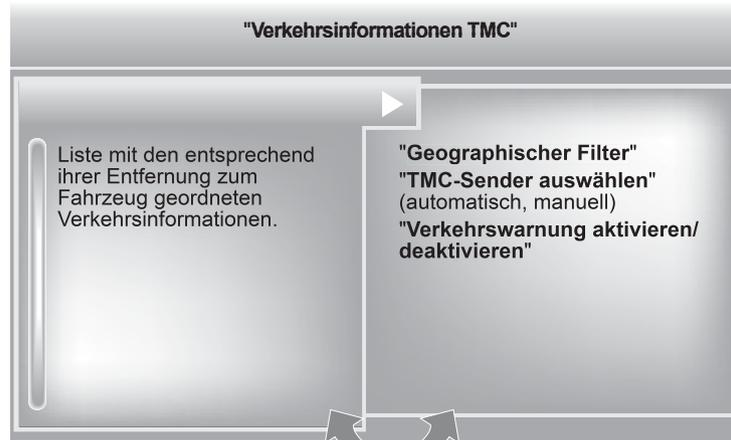 "Verkehrsinformationen TMC"
Liste mit den entsprechend
ihrer Entfernung zum
Fahrzeug geordneten
Verkehrsinformationen.
"Geographischer Filter"
"TMC-Sender auswählen"
(automatisch, manuell)
"Verkehrswarnung aktivieren/
deaktivieren"